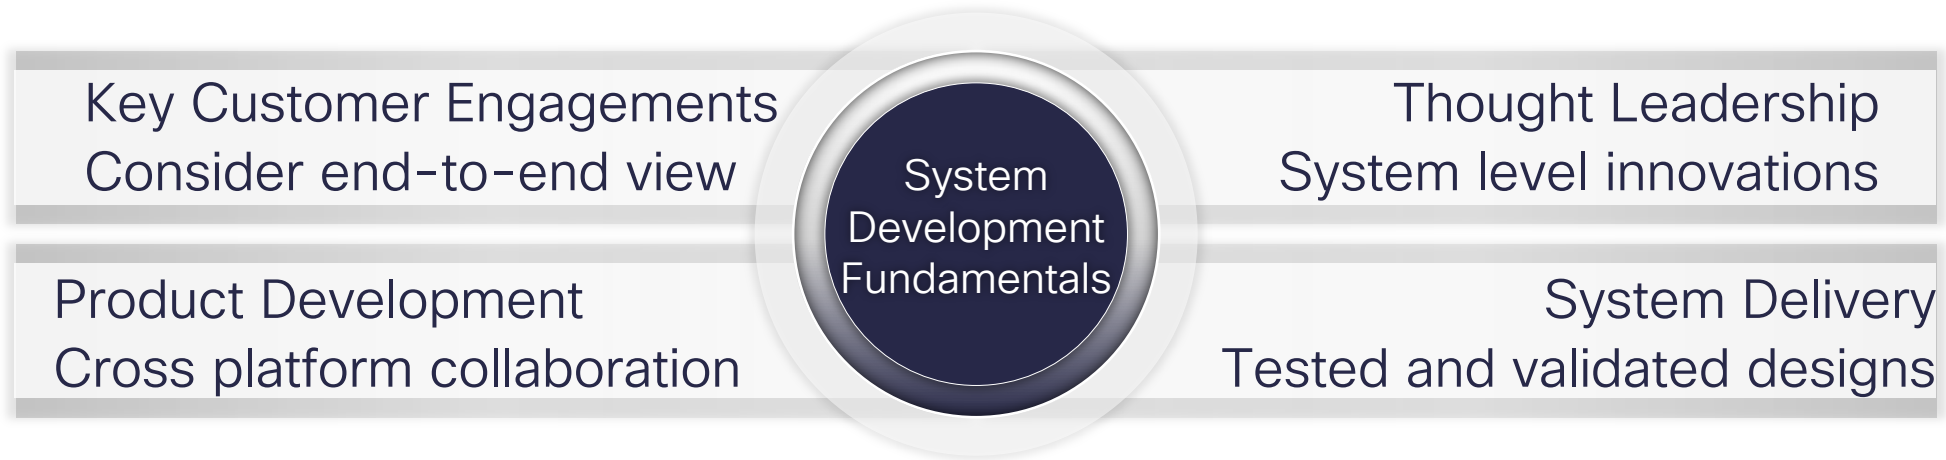 Key Customer Engagements
Consider end-to-end view
Thought Leadership
System level innovations
System
Development
Fundamentals
Product Development
Cross platform collaboration
System Delivery
Tested and validated designs